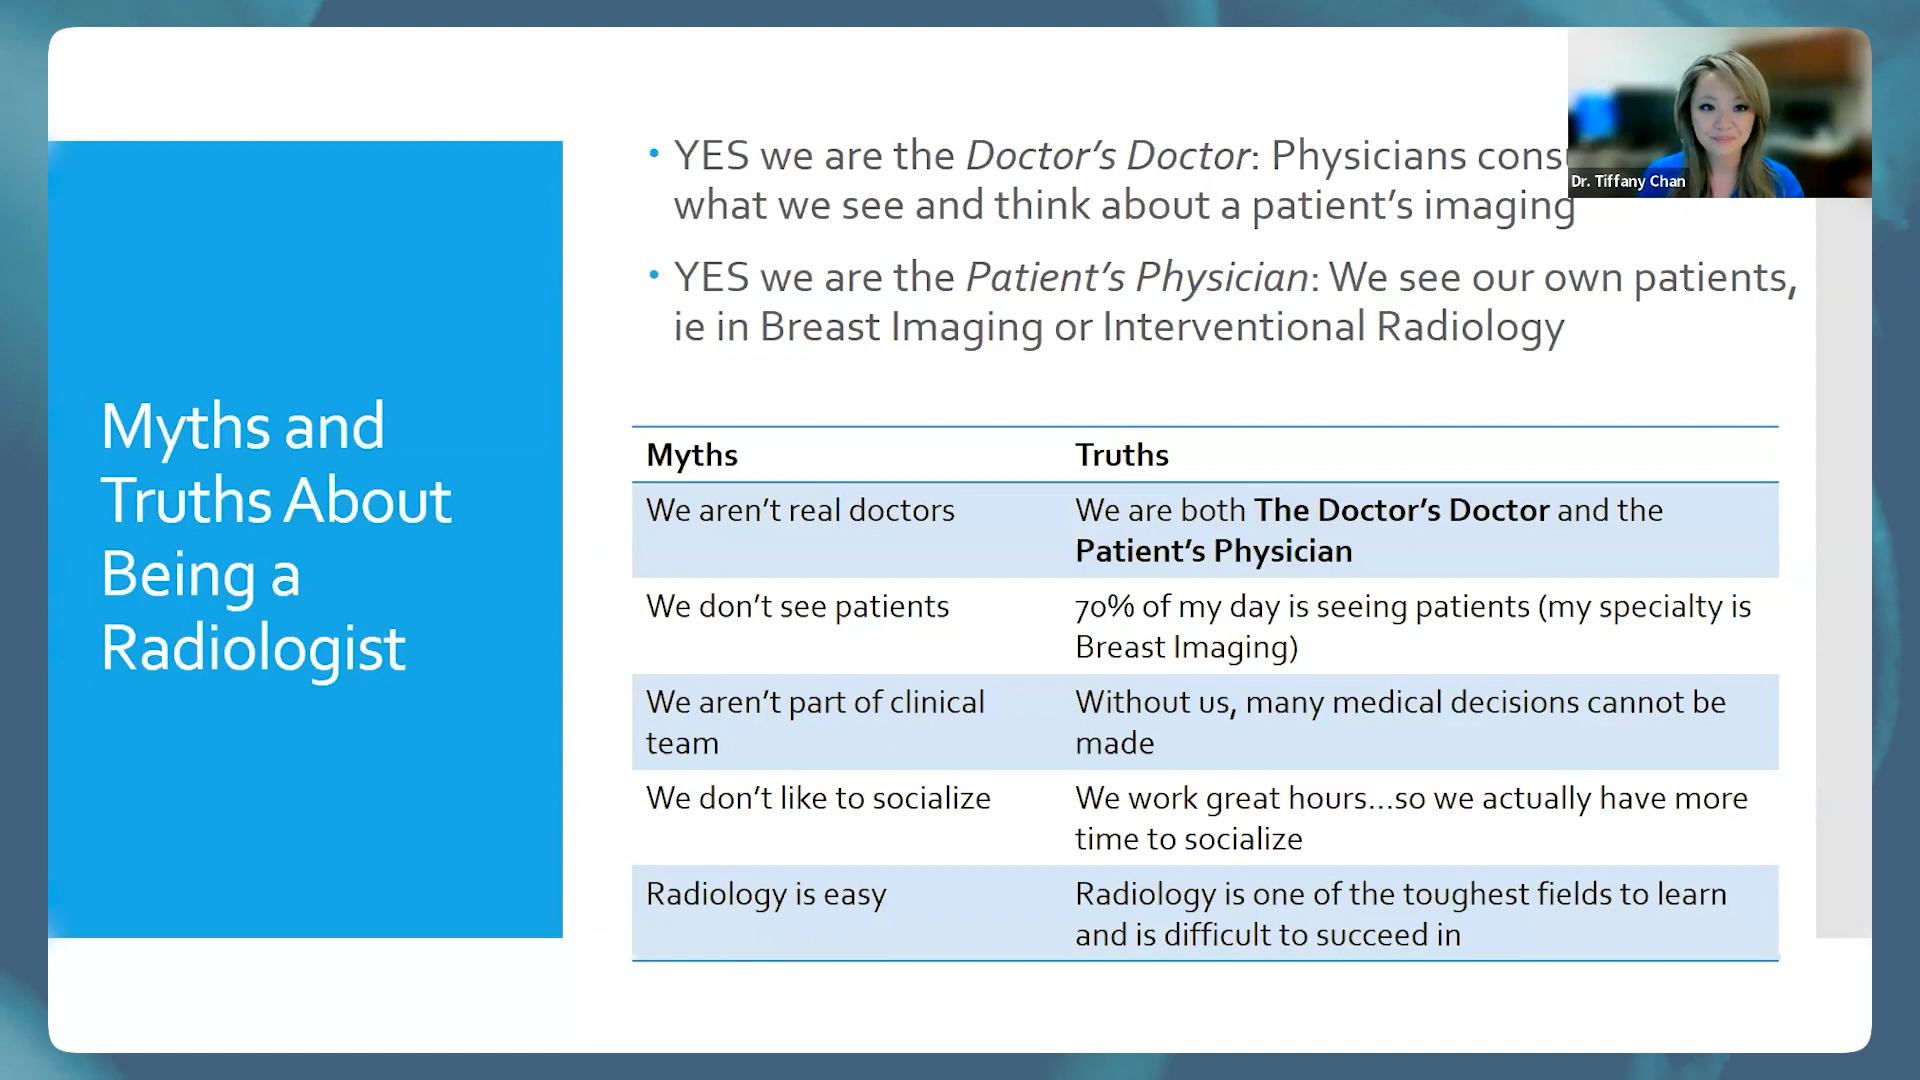 YES we are the Doctor's Doctor: Physicians
what we see and think about a patient's imaging
YES we are the Patient's Physician: We see our own patients,
ie in Breast Imaging or Interventional Radiology
Dr. Tiffany Chan
Myths and
Truths About
Being a
Radiologist
Myths Truths
We aren't real doctors We are both The Doctor's Doctor and the
Patient's Physician
We don't see patients 70% of my day is seeing patients (my specialty is
Breast Imaging)
We aren't part of clinical Without us, many medical decisions cannot be
team made
We don't like to socialize We work great hours...so we actually have more
time to socialize
Radiology is easy Radiology is one of the toughest fields to learn
and is difficult to succeed in